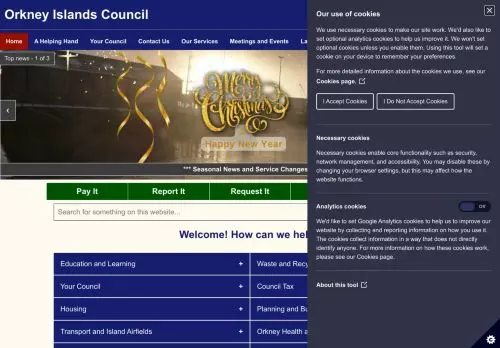 Orkney Islands Council
Home A Helping Hand Your Council Contact Us Our Services Meetings and Events
Top news - 1 of 3
Merry
Christmas
Happy New Year
*** Seasonal News and Service Changes
Pay It Report It Request It
Search for something on this website...
Welcome! How can we hel
Education and Learning + Waste and Recy
Your Council + Council Tax
Housing + Planning and Bu
Transport and Island Airfields + Orkney Health a
Our use of cookies
We use necessary cookies to make our site work. We'd also like to
set optional analytics cookies to help us improve it. We won't set
optional cookies unless you enable them. Using this tool will set a
cookie on your device to remember your preferences.
For more detailed information about the cookies we use, see our
Cookies page.
I Accept Cookies I Do Not Accept Cookies
Necessary cookies
Necessary cookies enable core functionality such as security,
network management, and accessibility. You may disable these by
changing your browser settings, but this may affect how the
website functions.
Analytics cookies Off
We'd like to set Google Analytics cookies to help us to improve our
website by collecting and reporting information on how you use it.
The cookies collect information in a way that does not directly
identify anyone. For more information on how these cookies work,
please see our Cookies page.
About this tool